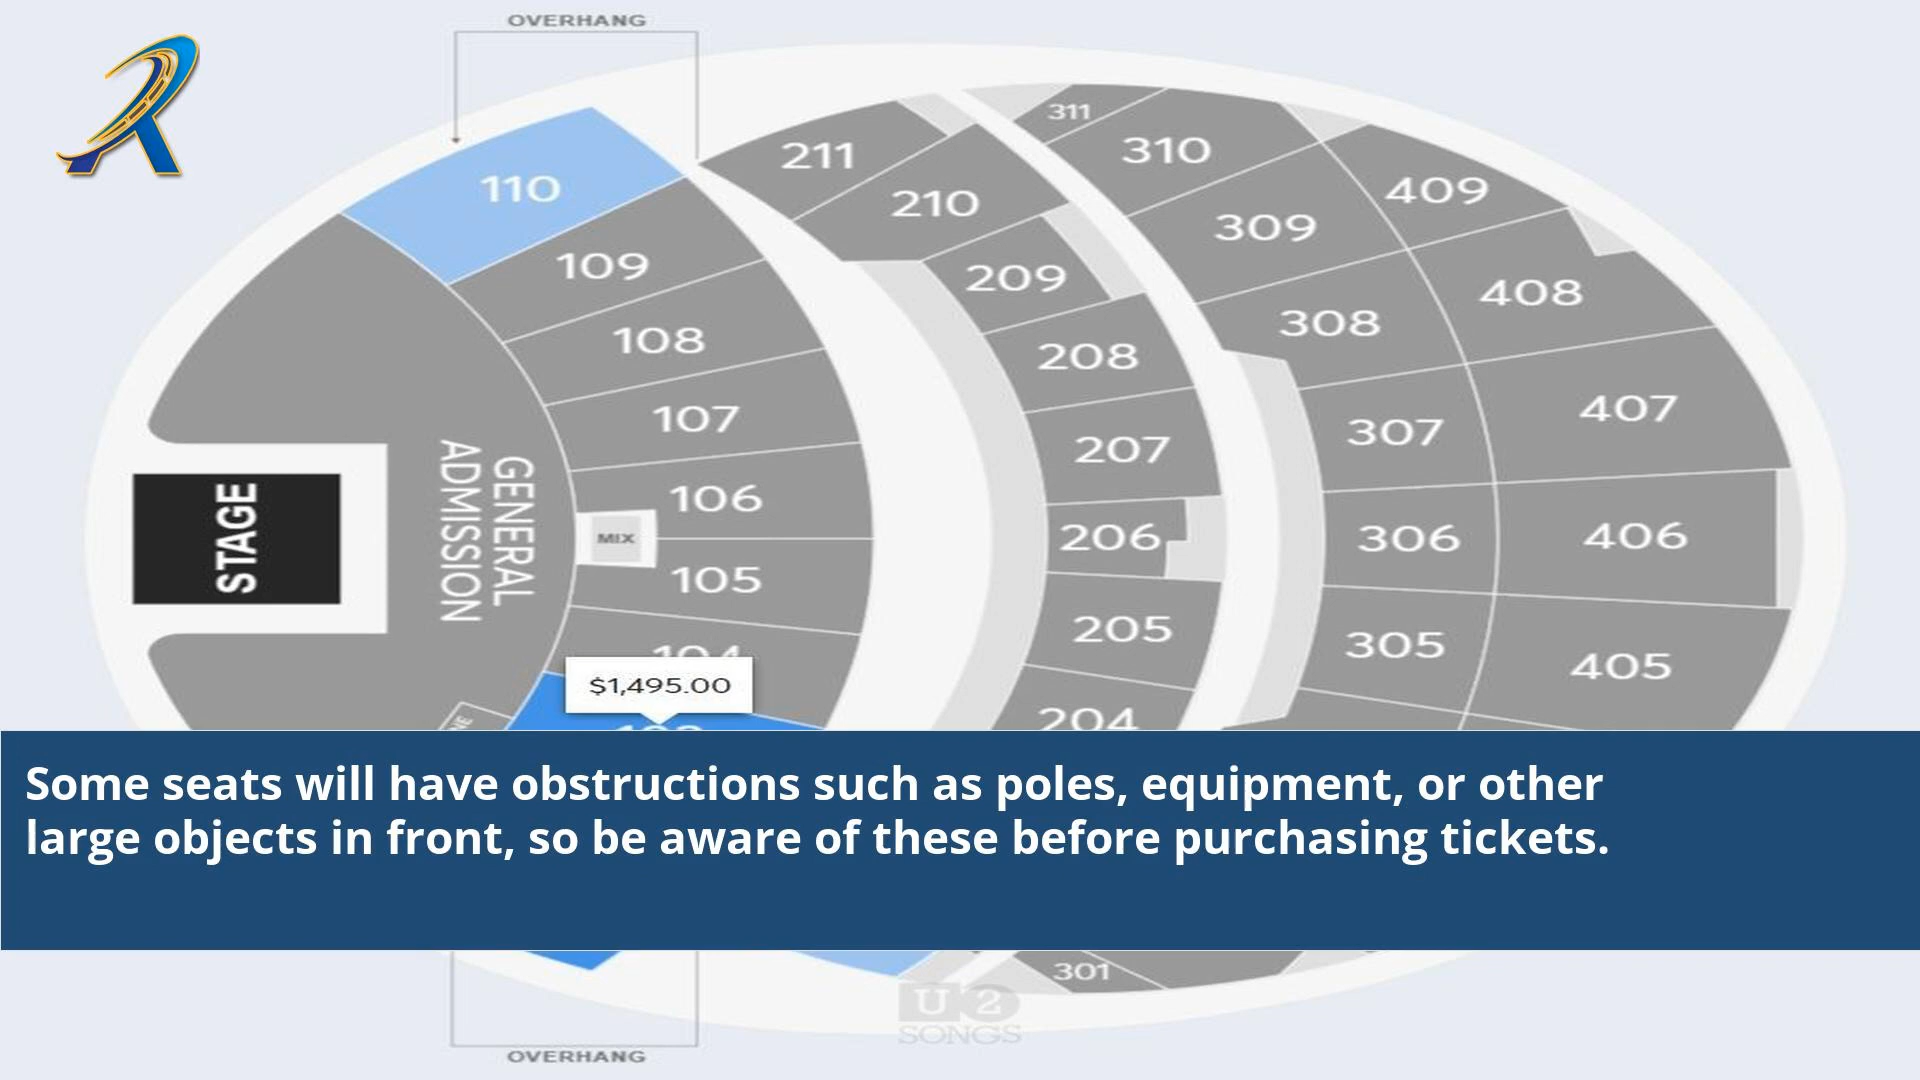 OVERHANG
311
110
211
310
210
409
309
109
209
408
308
108
208
407
107
307
207
GENERAL
ADMISSION
STAGE
106
MIX
206
306
406
105
205
305
405
104
$1,495.00
204
Some seats will have obstructions such as poles, equipment, or other
large objects in front, so be aware of these before purchasing tickets.
301
U2
SONGS
OVERHANG